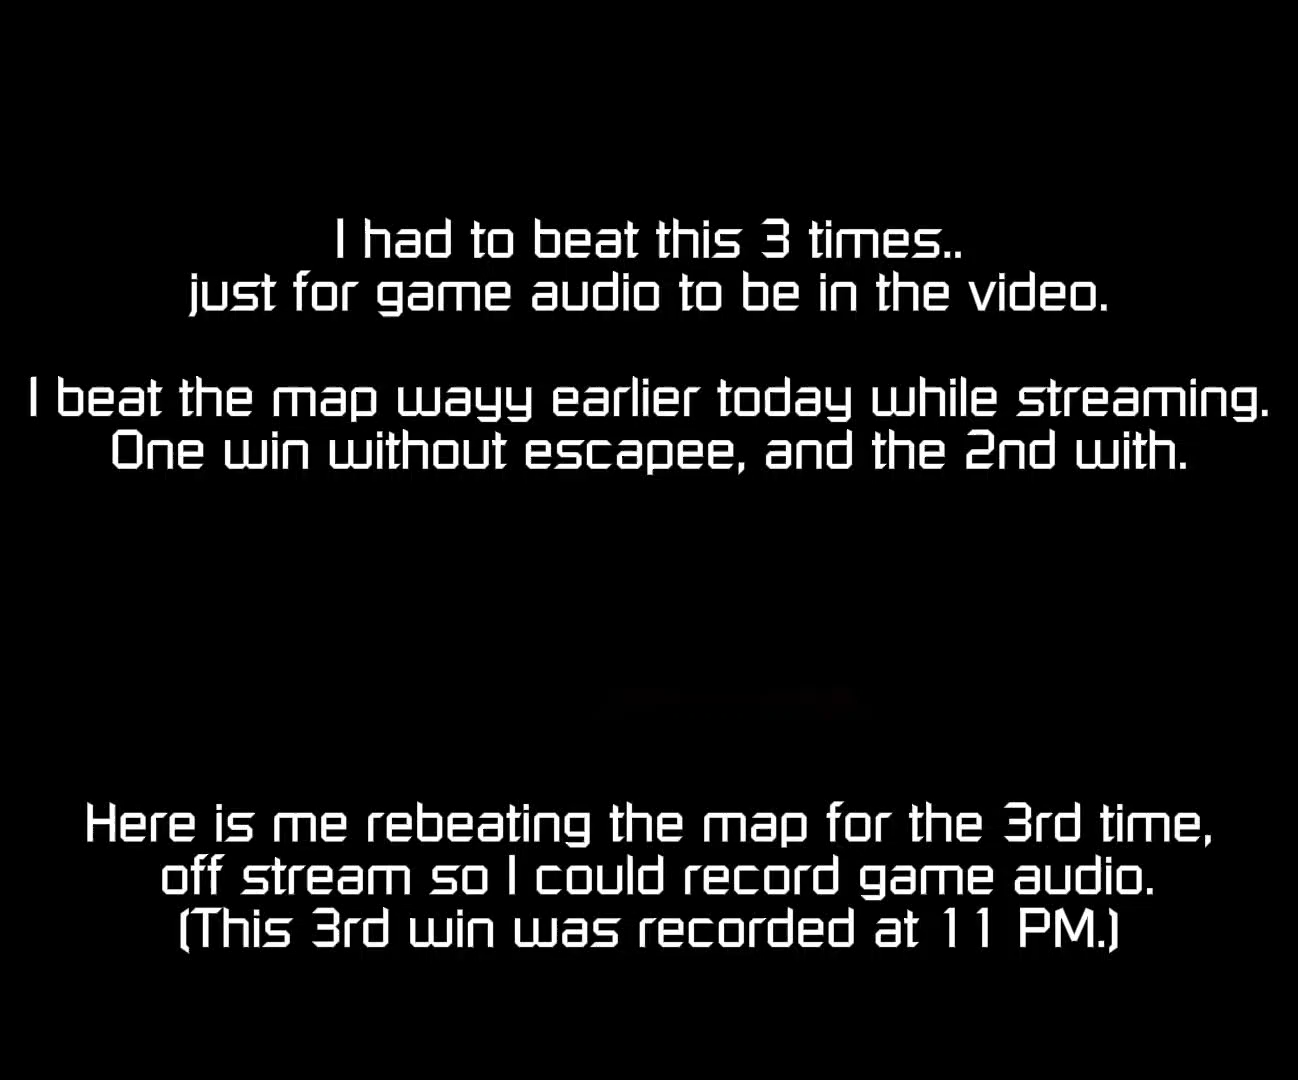 I had to beat this 3 times..
just for game audio to be in the video.
I beat the map wayy earlier today while streaming.
One win without escapee, and the 2nd with.
Here is me rebeating the map for the 3rd time,
off stream so I could record game audio.
(This 3rd win was recorded at 11 PM.)